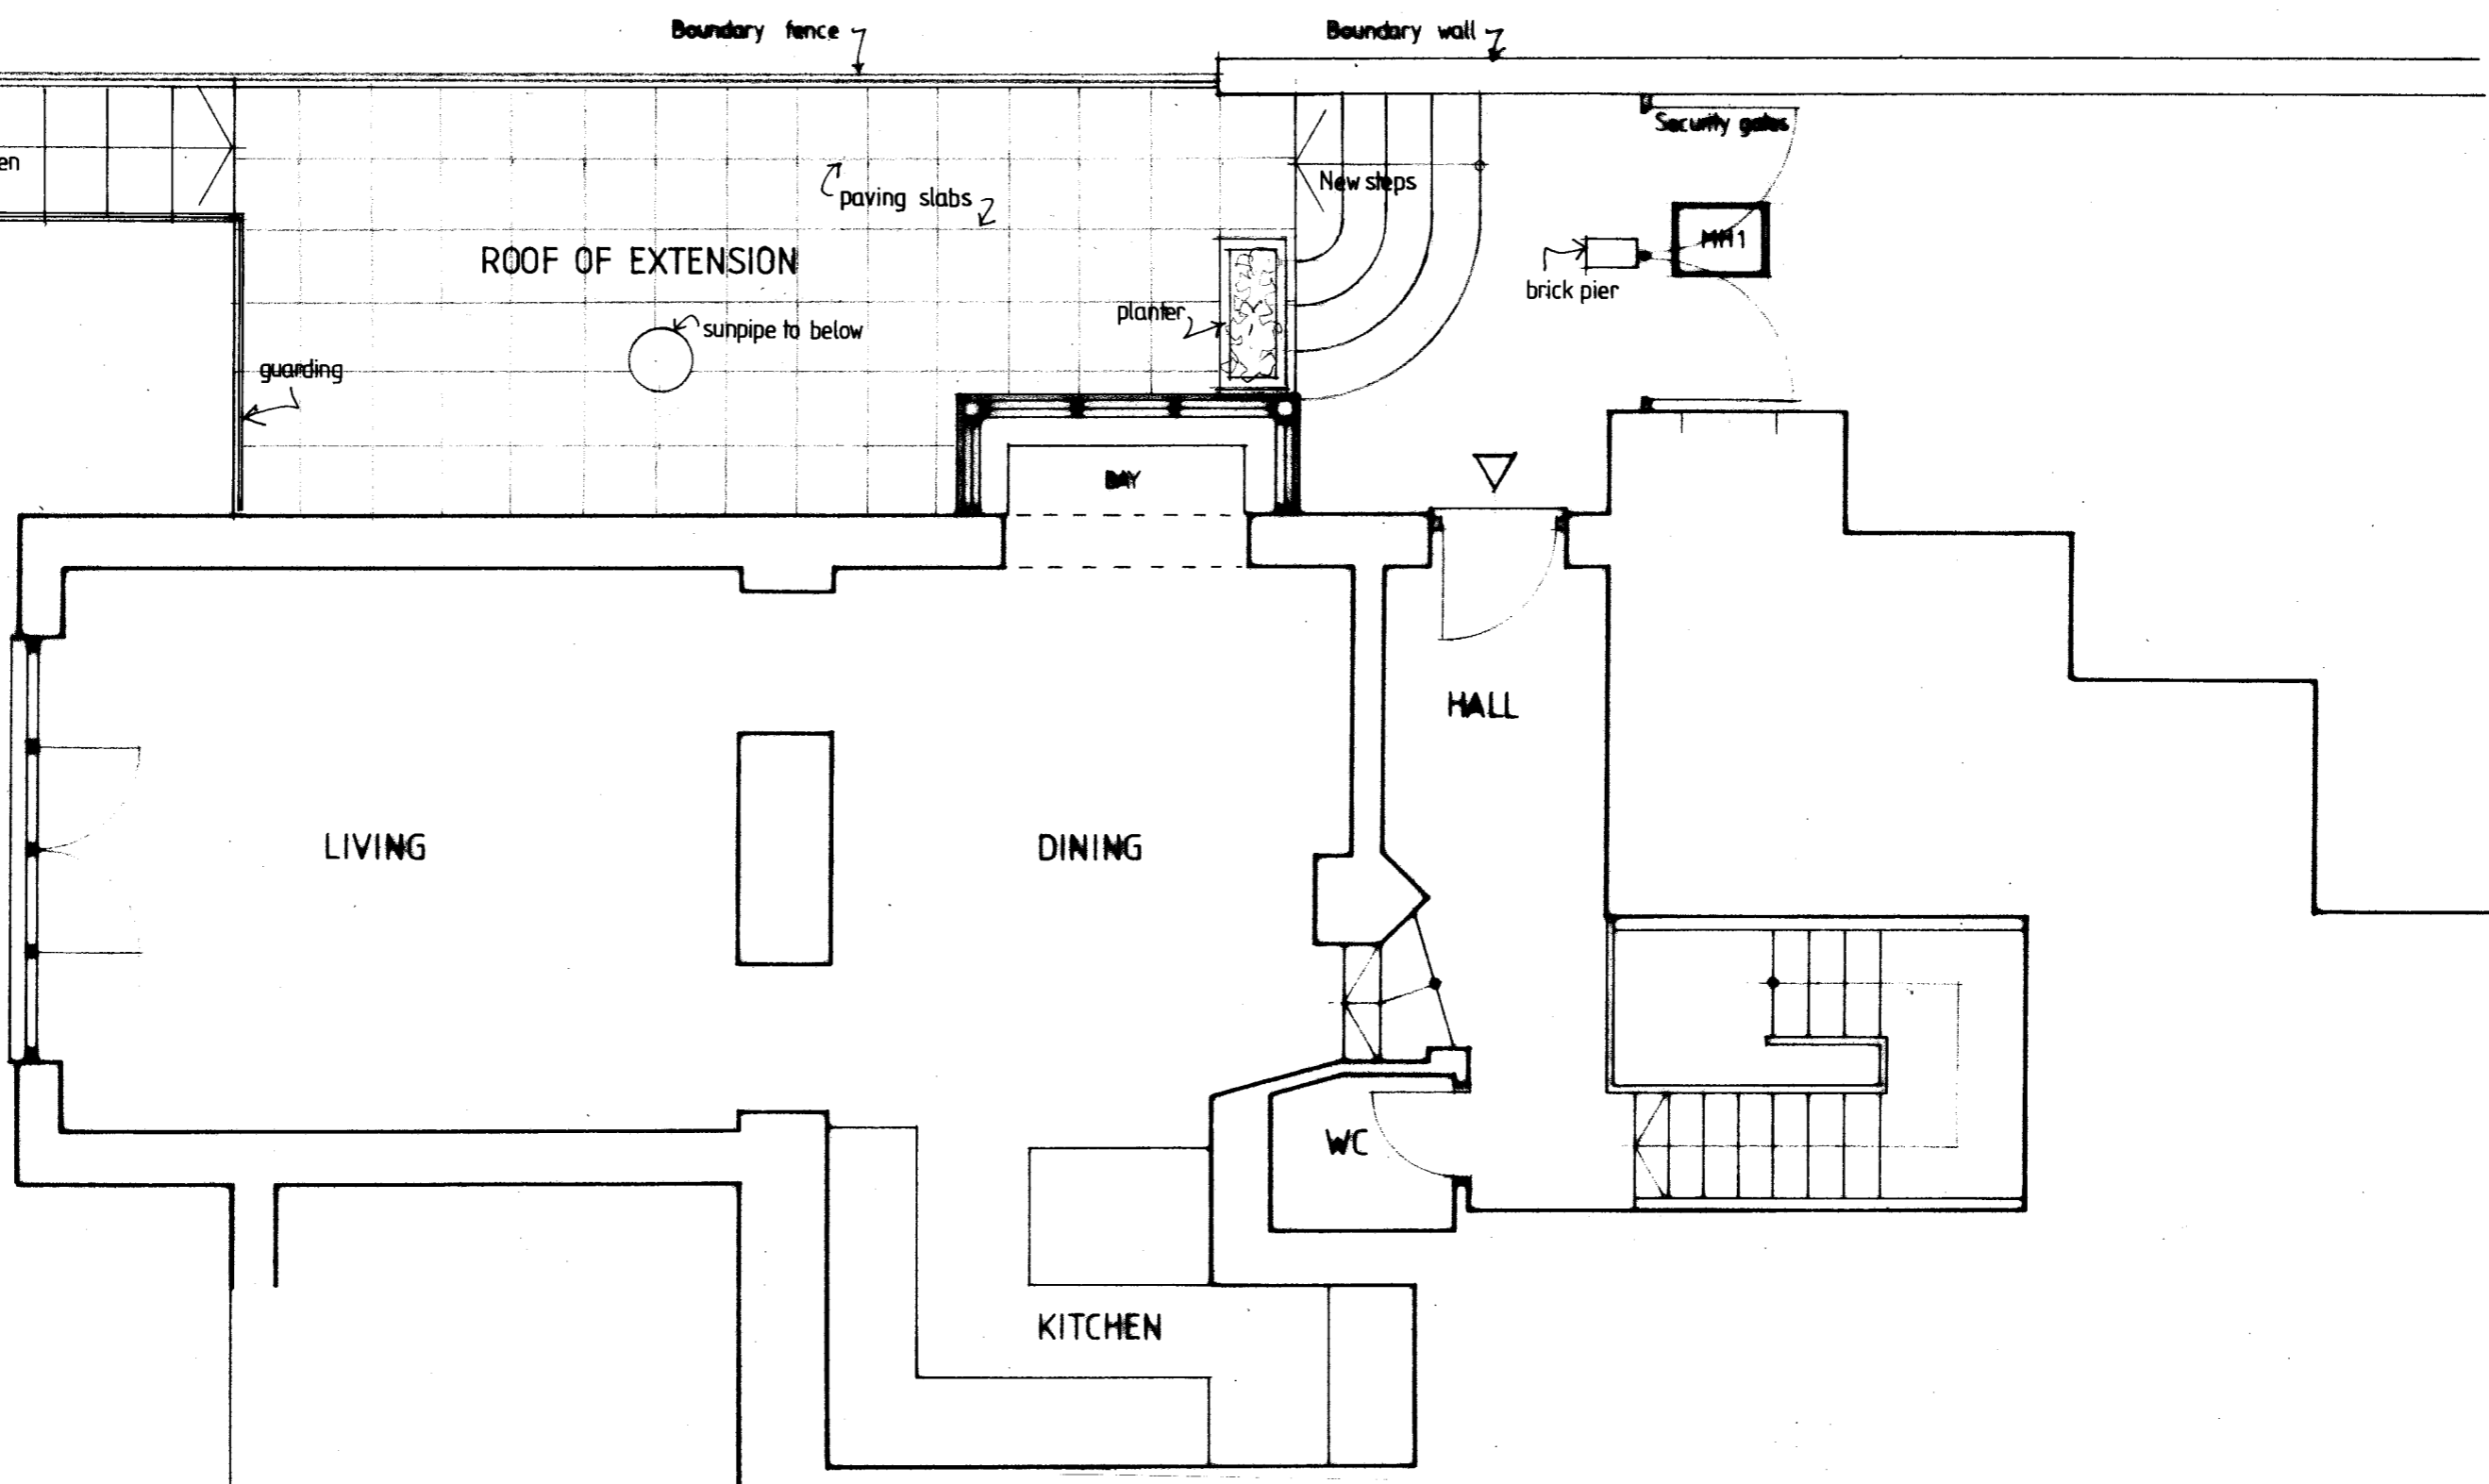 Boundary fence
Boundary wall
Security gates
en
paving slabs
New steps
ROOF OF EXTENSION
MH1
brick pier
planter
sunpipe to below
guarding
BAY
HALL
LIVING
DINING
WC
KITCHEN